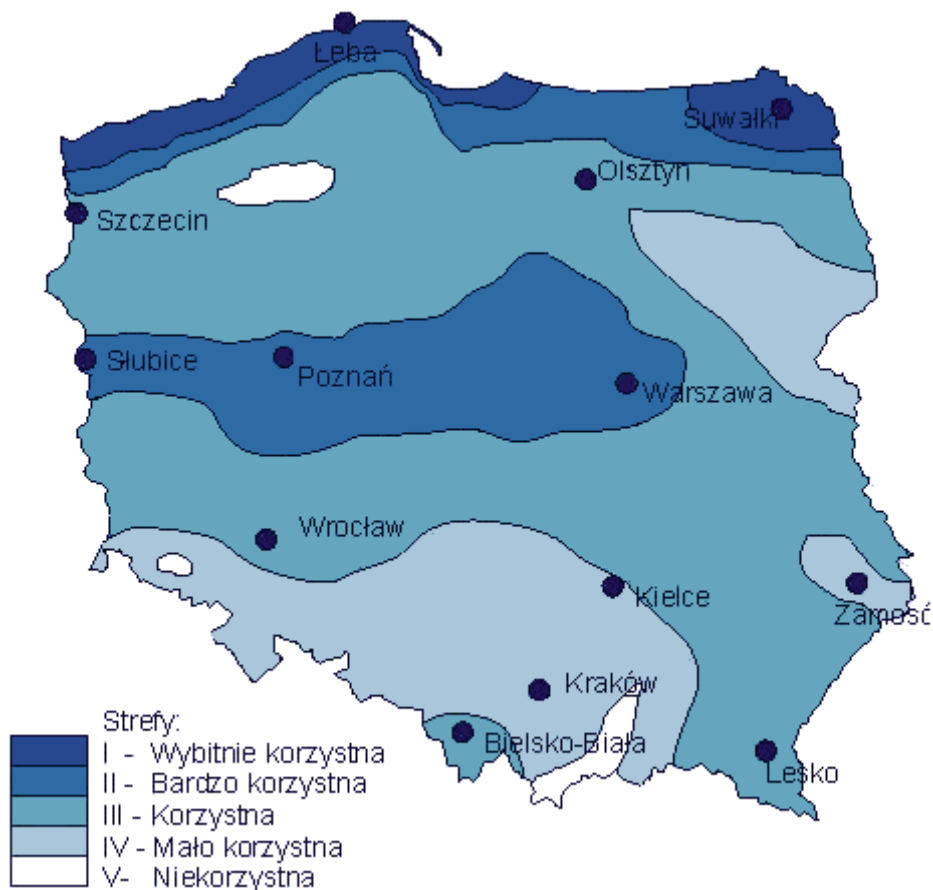 Łeba
Suwałki
Olsztyn
Szczecin
Słubice
Poznań
Warszawa
Wrocław
Kielce
Zamość
Kraków
Bielsko-Biała
Lesko
Strefy:
I - Wybitnie korzystna
II - Bardzo korzystna
III - Korzystna
IV - Mało korzystna
V- Niekorzystna